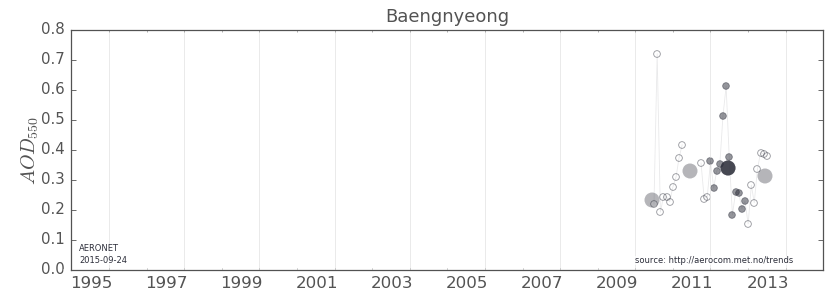 Baengnyeong
0.8
0.7
0.6
0.5
0.4
0.3
0.2
0.1
0.0
AOD550
AERONET
2015-09-24
source: http://aerocom.met.no/trends
1995 1997 1999 2001 2003 2005 2007 2009 2011 2013